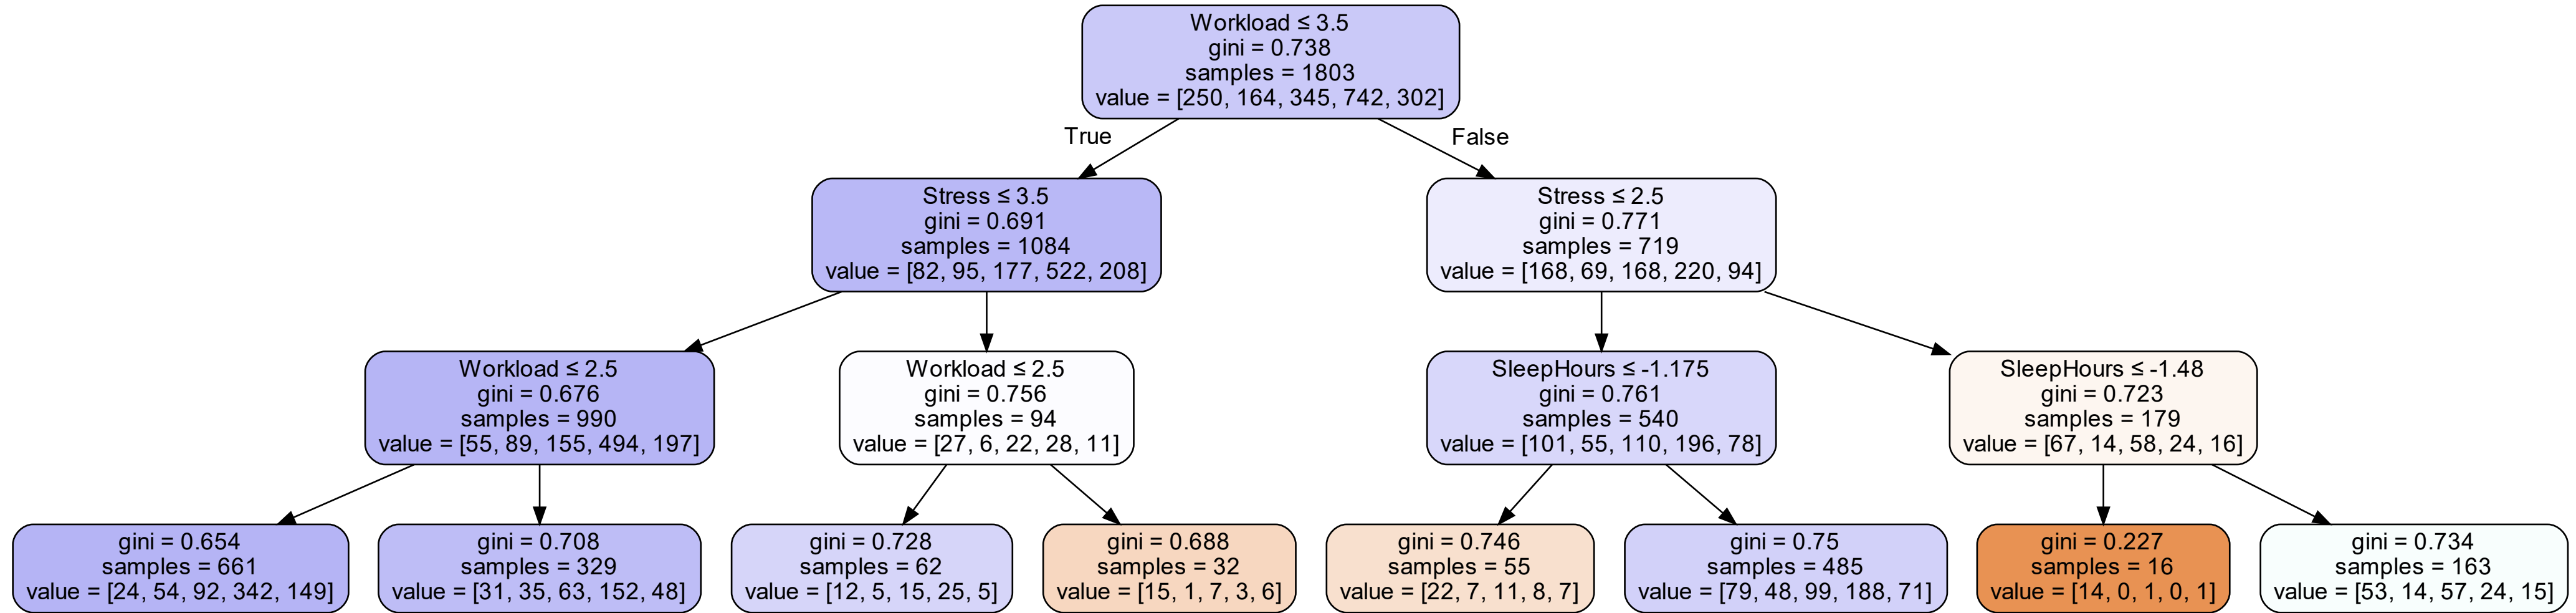 Workload ≤ 3.5
gini = 0.738
samples = 1803
value = [250, 164, 345, 742, 302]
True
False
Stress ≤ 3.5
gini = 0.691
samples = 1084
value = [82, 95, 177, 522, 208]
Stress ≤ 2.5
gini = 0.771
samples = 719
value = [168, 69, 168, 220, 94]
Workload ≤ 2.5
gini = 0.676
samples = 990
value = [55, 89, 155, 494, 197]
Workload ≤ 2.5
gini = 0.756
samples = 94
value = [27, 6, 22, 28, 11]
SleepHours ≤ -1.175
gini = 0.761
samples = 540
value = [101, 55, 110, 196, 78]
SleepHours ≤ -1.48
gini = 0.723
samples = 179
value = [67, 14, 58, 24, 16]
gini = 0.654
samples = 661
value = [24, 54, 92, 342, 149]
gini = 0.708
samples = 329
value = [31, 35, 63, 152, 48]
gini = 0.728
samples = 62
value = [12, 5, 15, 25, 5]
gini = 0.688
samples = 32
value = [15, 1, 7, 3, 6]
gini = 0.746
samples = 55
value = [22, 7, 11, 8, 7]
gini = 0.75
samples = 485
value = [79, 48, 99, 188, 71]
gini = 0.227
samples = 16
value = [14, 0, 1, 0, 1]
gini = 0.734
samples = 163
value = [53, 14, 57, 24, 15]